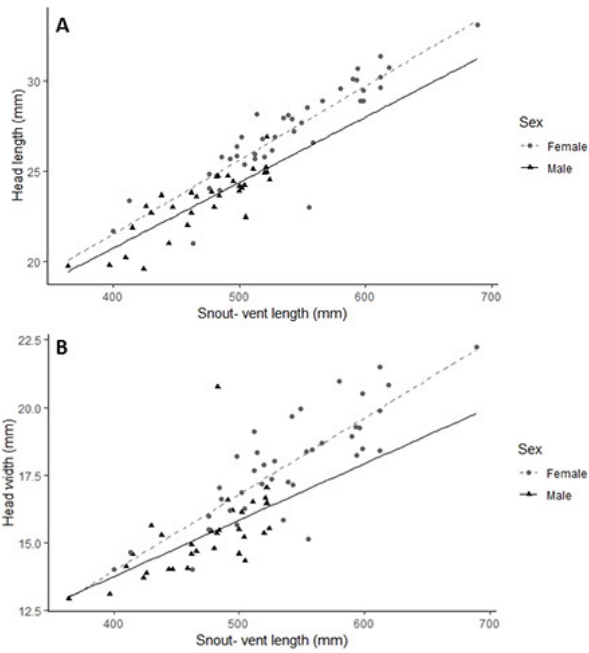 A
Head length (mm)
30
25
20
400 500 600 700
Snout- vent length (mm)
Sex
Female
Male
B
Head width (mm)
22.5
20.0
17.5
15.0
12.5
400 500 600 700
Snout- vent length (mm)
Sex
Female
Male